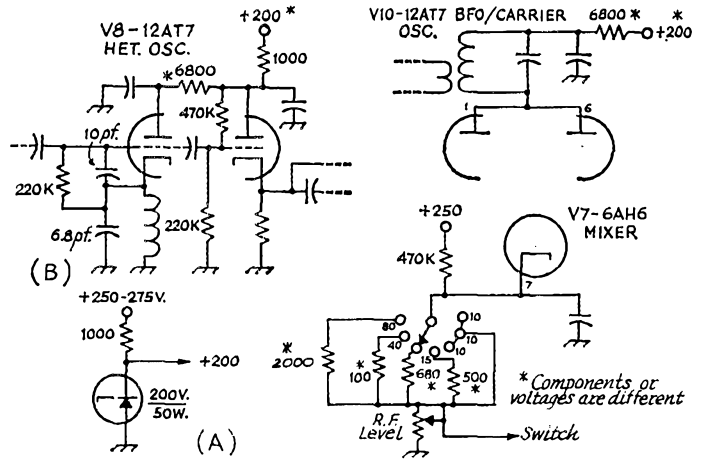 V8-12AT7
HET. OSC.
+200 *
1000
* 6800
470K
10pf.
220K
6.8pf.
220K
(B)
V10-12AT7 BFO/CARRIER
OSC.
6800 *
*
+200
1
6
+250-275V.
1000
+200
200V.
50W.
(A)
+250
470K
V7-6AH6
MIXER
7
80
40
15
10
10
10
*
2000
*
100
680
*
500
*
R.F.
Level
Switch
* Components or
voltages are different